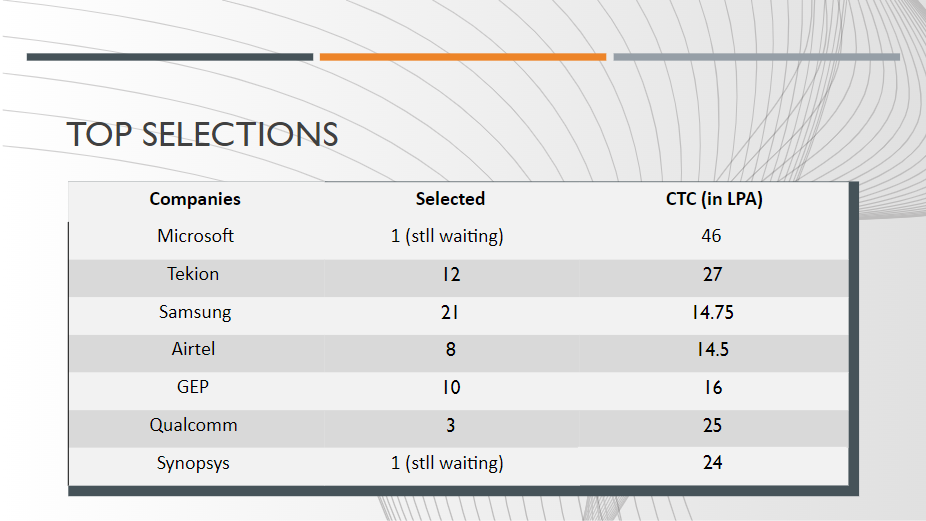 TOP SELECTIONS
Companies Selected CTC (in LPA)
Microsoft 1 (stll waiting) 46
Tekion 12 27
Samsung 21 14.75
Airtel 8 14.5
GEP 10 16
Qualcomm 3 25
Synopsys 1 (stll waiting) 24